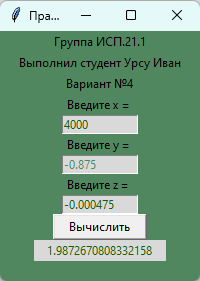 Пра...
Группа ИСП.21.1
Выполнил студент Урсу Иван
Вариант №4
Введите x =
4000
Введите y =
-0.875
Введите z =
-0.000475
Вычислить
1.9872670808332158